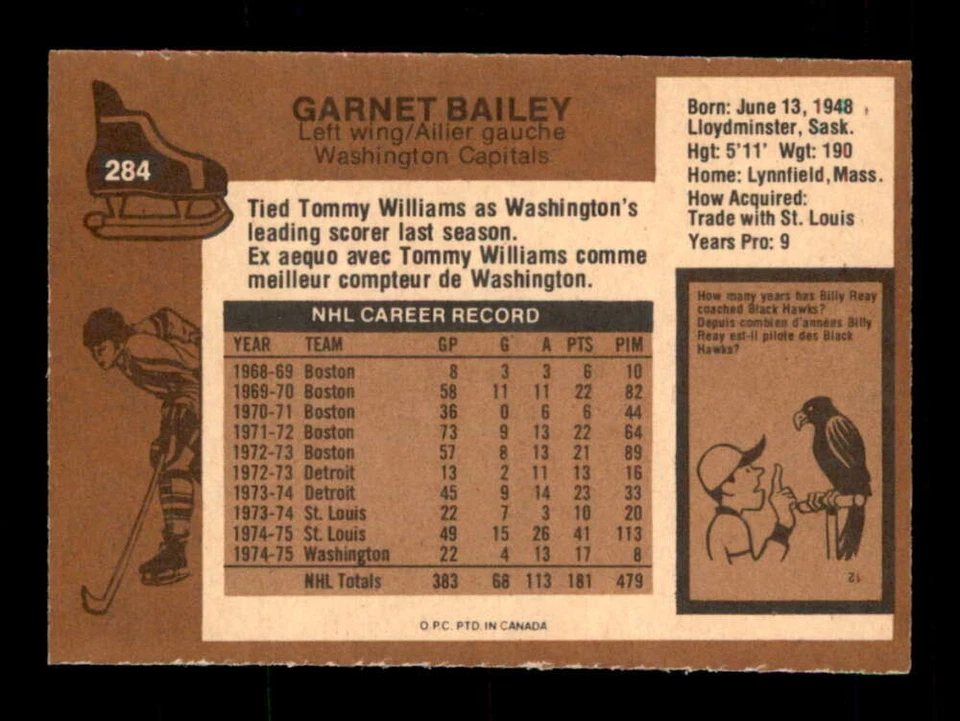 284
GARNET BAILEY
Left wing/Ailier gauche
Washington Capitals
Born: June 13, 1948
Lloydminster, Sask.
Hgt: 5'11' Wgt: 190
Home: Lynnfield, Mass.
How Acquired:
Trade with St. Louis
Years Pro: 9
Tied Tommy Williams as Washington's
leading scorer last season.
Ex aequo avec Tommy Williams comme
meilleur compteur de Washington.
NHL CAREER RECORD
YEAR TEAM GP G A PTS PIM
1968-69 Boston 8 3 3 6 10
1969-70 Boston 58 11 11 22 82
1970-71 Boston 36 0 6 6 44
1971-72 Boston 73 9 13 22 64
1972-73 Boston 57 8 13 21 89
1972-73 Detroit 13 2 11 13 16
1973-74 Detroit 45 9 14 23 33
1973-74 St. Louis 22 7 3 10 20
1974-75 St. Louis 49 15 26 41 113
1974-75 Washington 22 4 13 17 8
NHL Totals 383 68 113 181 479
How many years has Billy Reay
coached Black Hawks?
Depuis combien d'années Billy
Reay est-il pilote des Black
Hawks?
12
O.P.C. PTD. IN CANADA